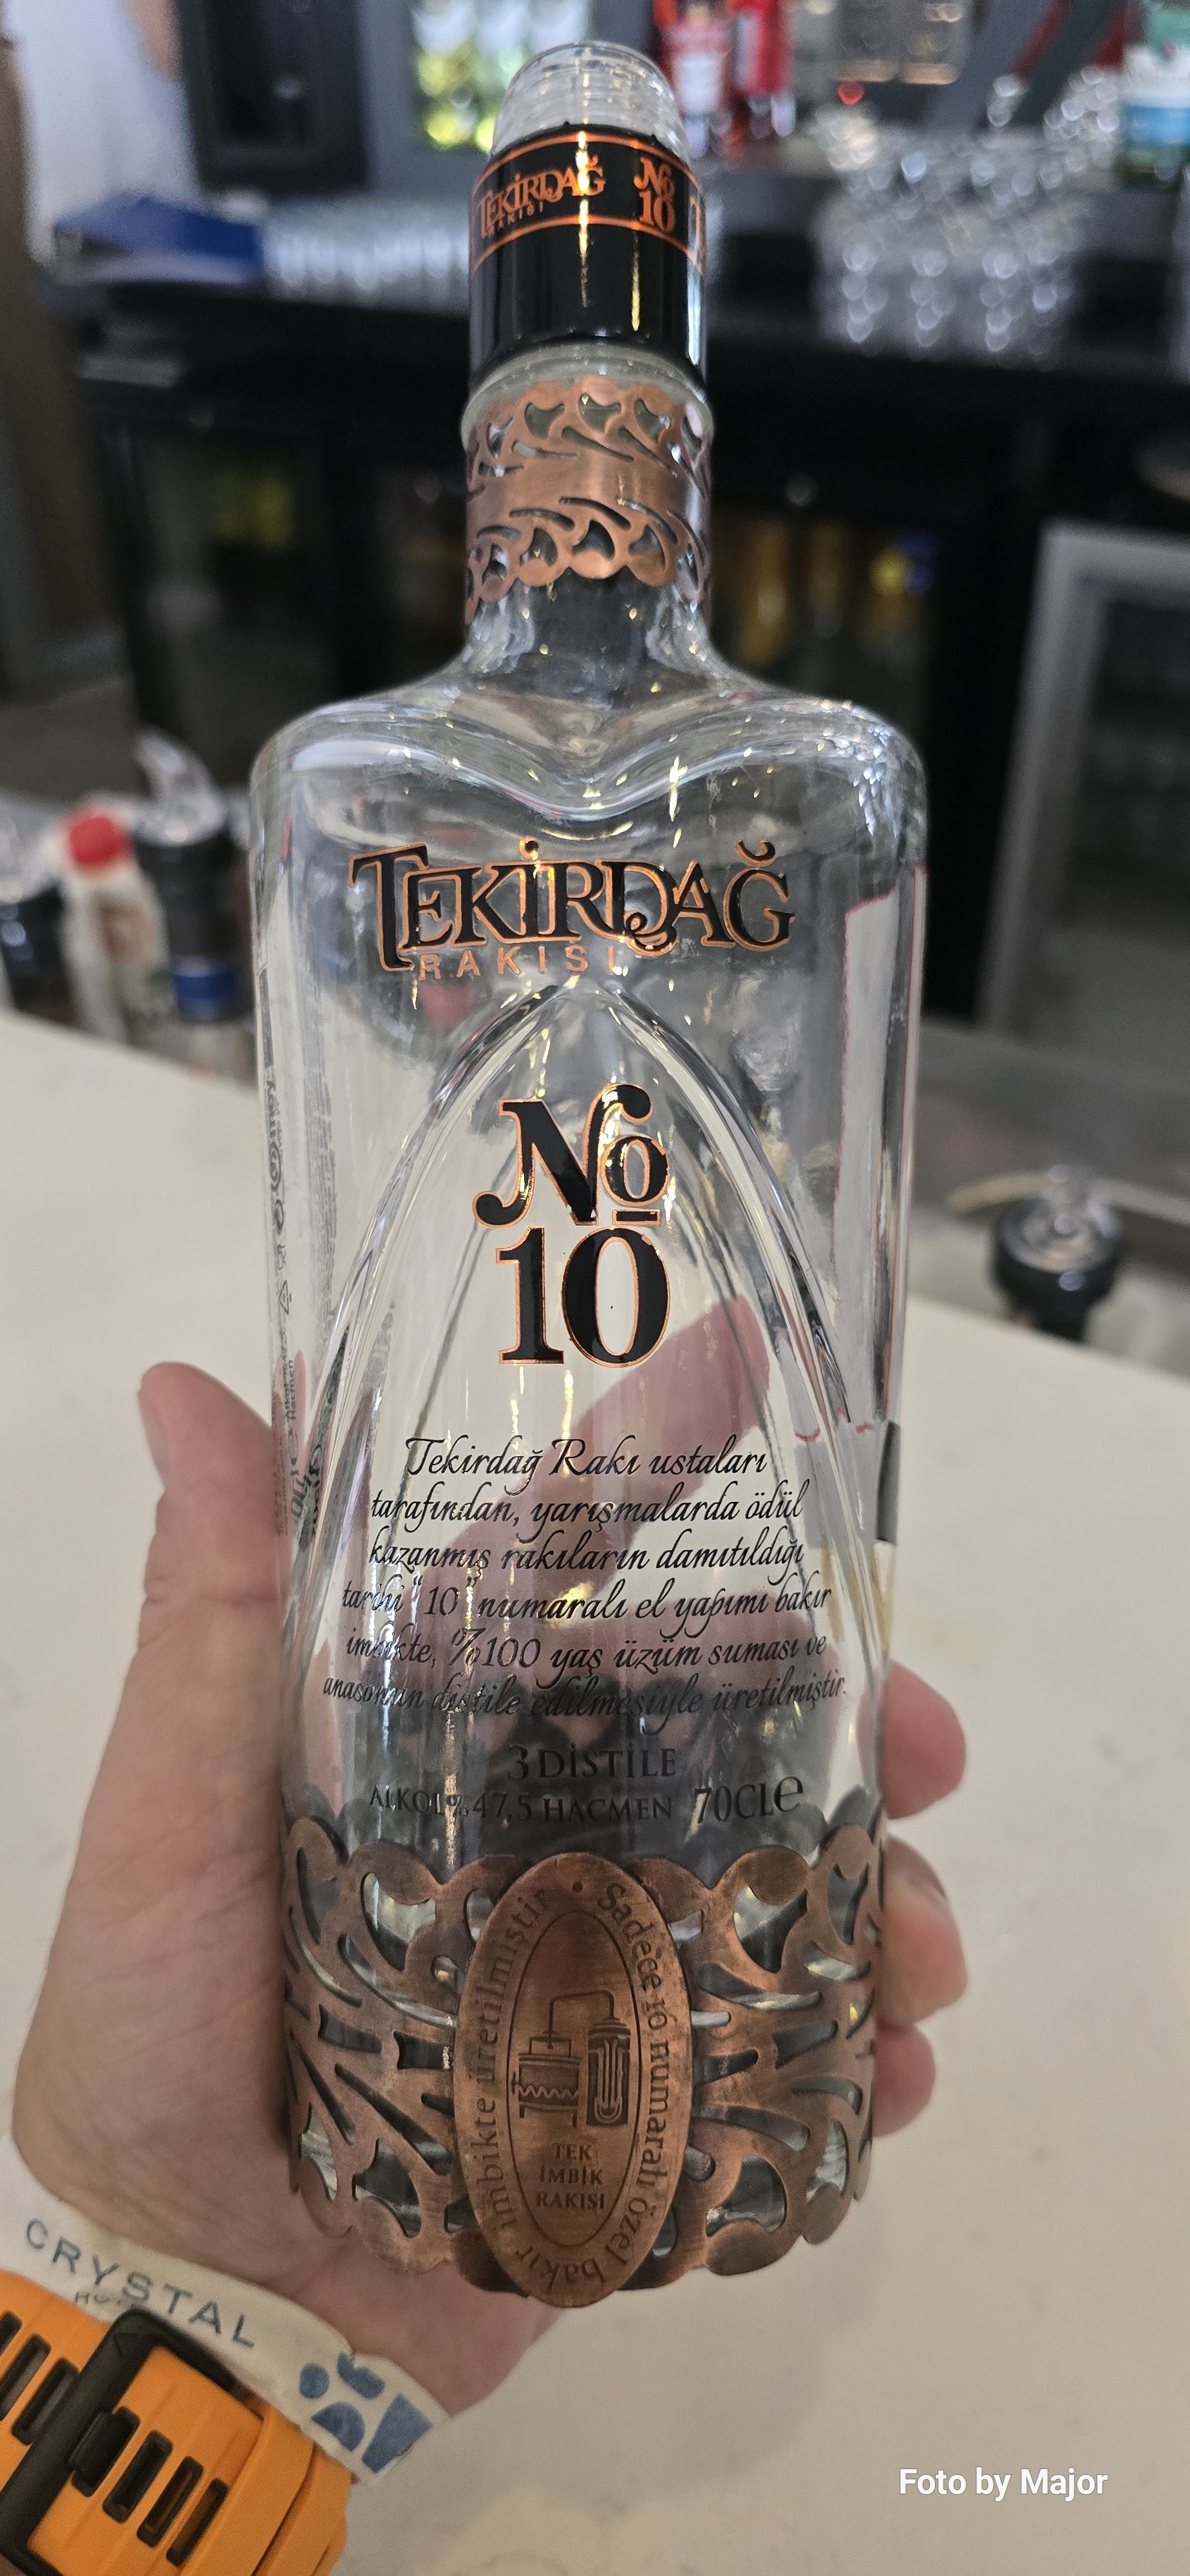 TEKİRDAĞ
RAKISI
No
10
TEKİRDAĞ
RAKISI
No
10
Tekirdağ Rakı ustaları
tarafından, yarışmalarda ödül
kazanmış rakıların damıtıldığı
tarihi "10" numaralı el yapımı bakır
imbikte, %100 yaş üzüm suması ve
anasonun distile edilmesiyle üretilmiştir.
3 DİSTİLE
ALKOL %47,5 HACMEN 70CL e
Sadece 10 numaralı özel bakır imbikte üretilmiştir •
TEK
İMBİK
RAKISI
CRYSTAL
Foto by Major